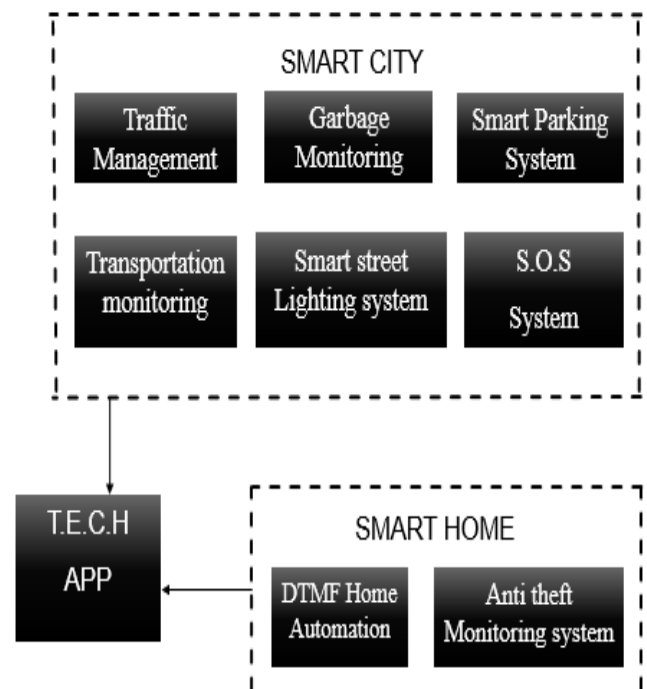 SMART CITY
Traffic
Management
Garbage
Monitoring
Smart Parking
System
Transportation
monitoring
Smart street
Lighting system
S.O.S
System
T.E.C.H
APP
SMART HOME
DTMF Home
Automation
Anti theft
Monitoring system